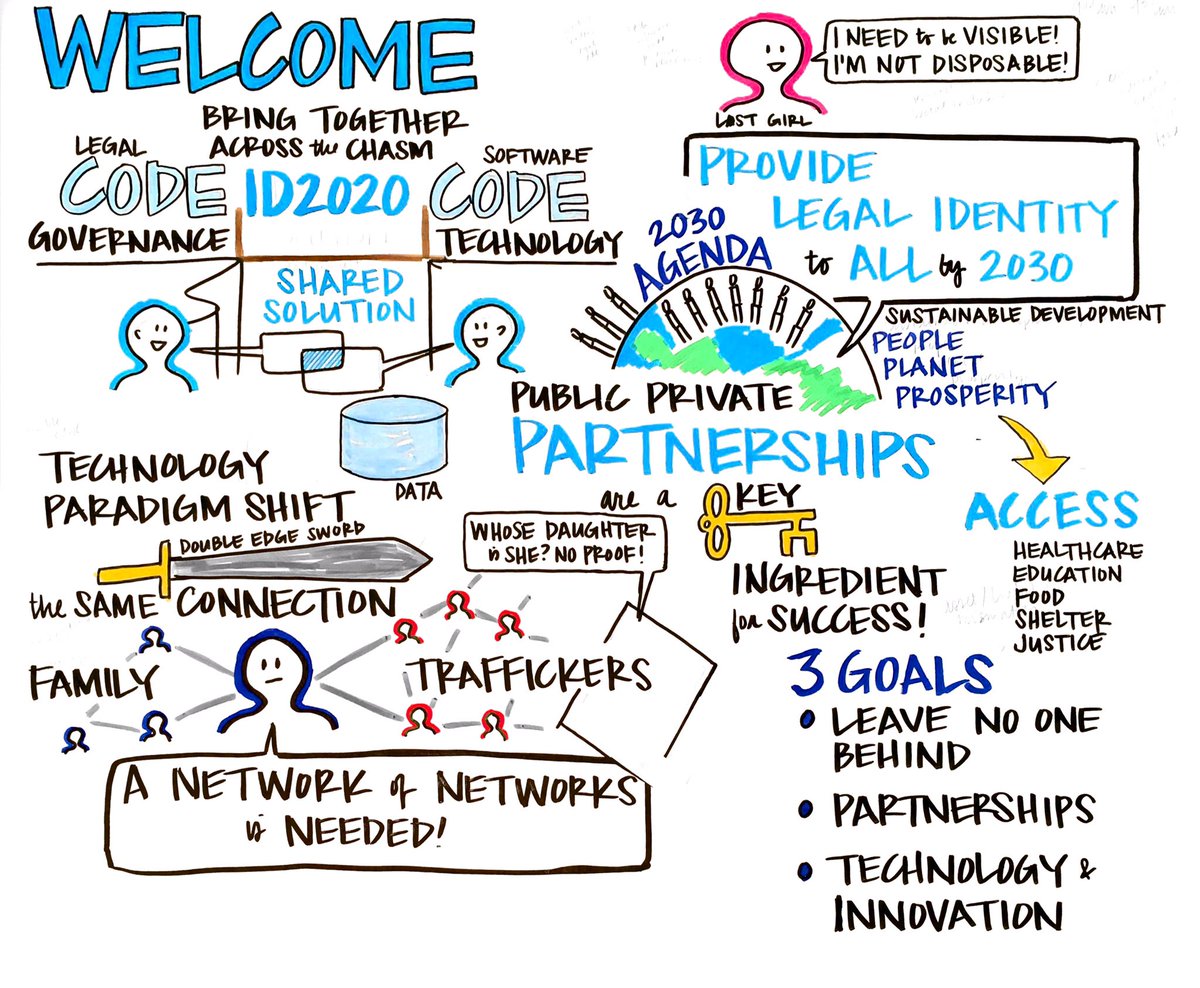 WELCOME
BRING TOGETHER
ACROSS the CHASM
LEGAL
CODE
GOVERNANCE
ID2020
SOFTWARE
CODE
TECHNOLOGY
SHARED
SOLUTION
DATA
LOST GIRL
I NEED to be VISIBLE!
I'M NOT DISPOSABLE!
PROVIDE
LEGAL IDENTITY
to ALL by 2030
2030
AGENDA
SUSTAINABLE DEVELOPMENT
PEOPLE
PLANET
PROSPERITY
PUBLIC PRIVATE
PARTNERSHIPS
are a
KEY
INGREDIENT
for SUCCESS!
ACCESS
HEALTHCARE
EDUCATION
FOOD
SHELTER
JUSTICE
TECHNOLOGY
PARADIGM SHIFT
DOUBLE EDGE SWORD
the SAME CONNECTION
WHOSE DAUGHTER
is SHE? NO PROOF!
FAMILY
TRAFFICKERS
A NETWORK of NETWORKS
is NEEDED!
3 GOALS
• LEAVE NO ONE
BEHIND
• PARTNERSHIPS
• TECHNOLOGY &
INNOVATION